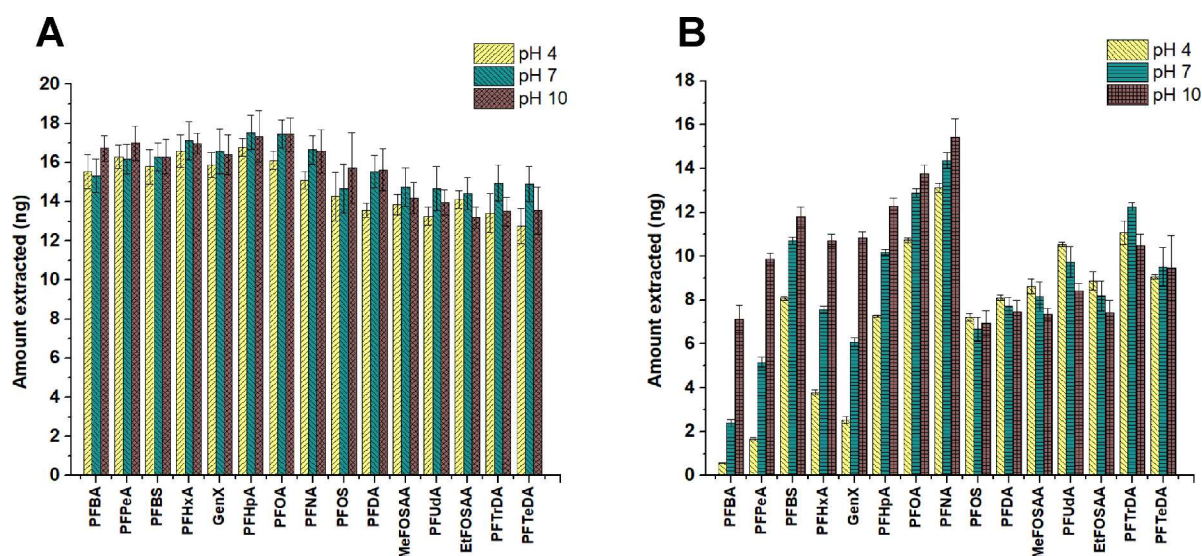 A
pH 4
pH 7
pH 10
Amount extracted (ng)
20
18
16
14
12
10
8
6
4
2
0
PFBA
PFPeA
PFBS
PFHxA
GenX
PFHpA
PFOA
PFNA
PFOS
PFDA
MeFOSAA
PFUdA
EtFOSAA
PFTrDA
PFTeDA
B
pH 4
pH 7
pH 10
Amount extracted (ng)
18
16
14
12
10
8
6
4
2
0
PFBA
PFPeA
PFBS
PFHxA
GenX
PFHpA
PFOA
PFNA
PFOS
PFDA
MeFOSAA
PFUdA
EtFOSAA
PFTrDA
PFTeDA